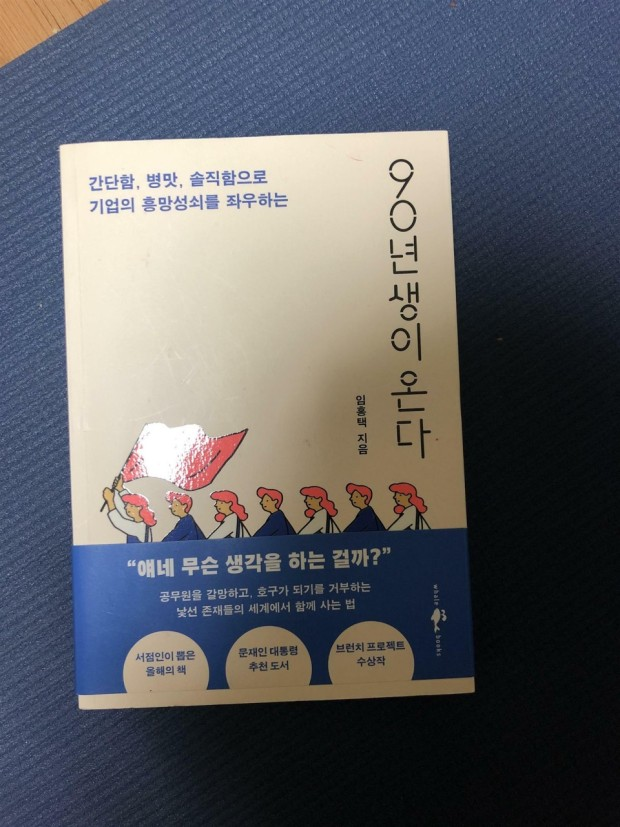 간단함, 병맛, 솔직함으로
기업의 흥망성쇠를 좌우하는
90년생이 온다
임홍택 지음
“얘네 무슨 생각을 하는 걸까?”
공무원을 갈망하고, 호구가 되기를 거부하는
낯선 존재들의 세계에서 함께 사는 법
서점인이 뽑은
올해의 책
문재인 대통령
추천 도서
브런치 프로젝트
수상작
whale
books